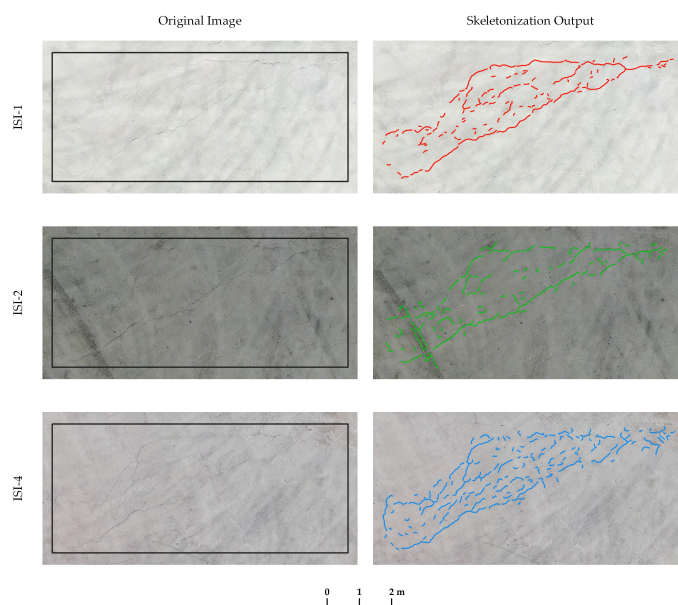 Original Image
Skeletonization Output
ISI-1
ISI-2
ISI-4
0 1 2 m